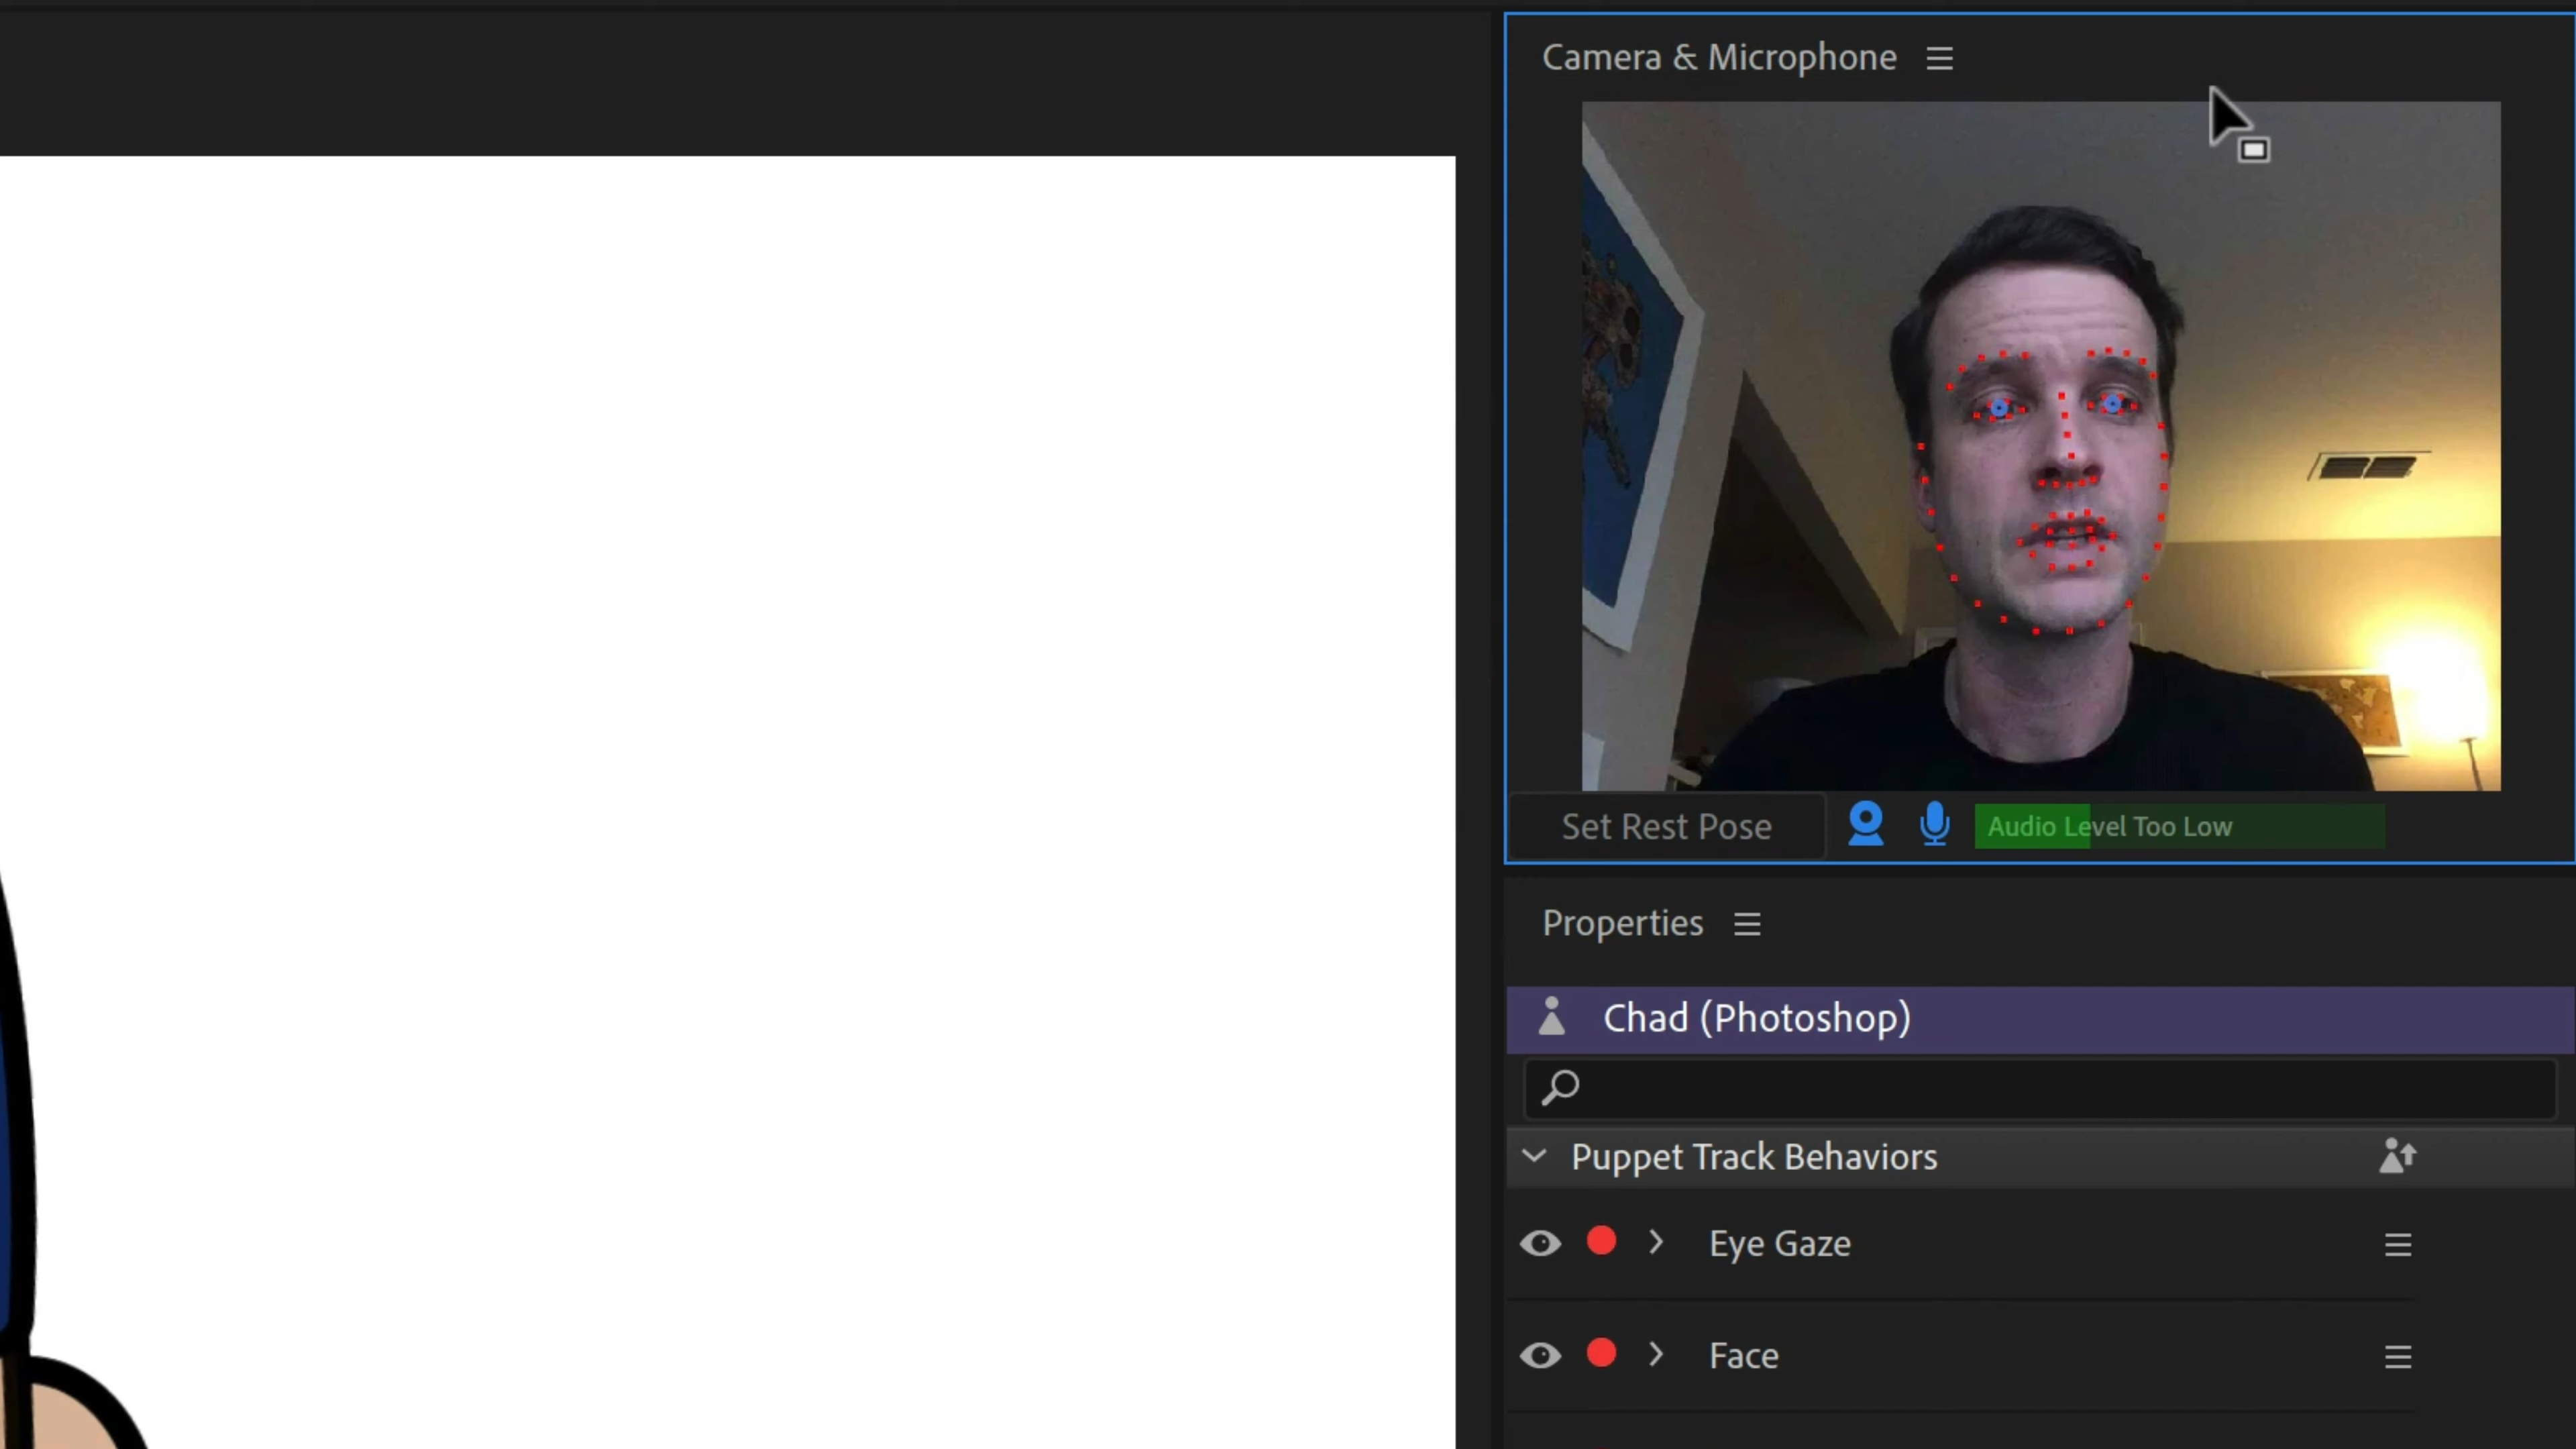 Camera & Microphone
Set Rest Pose
Audio Level Too Low
Properties
Chad (Photoshop)
Puppet Track Behaviors
Eye Gaze
Face